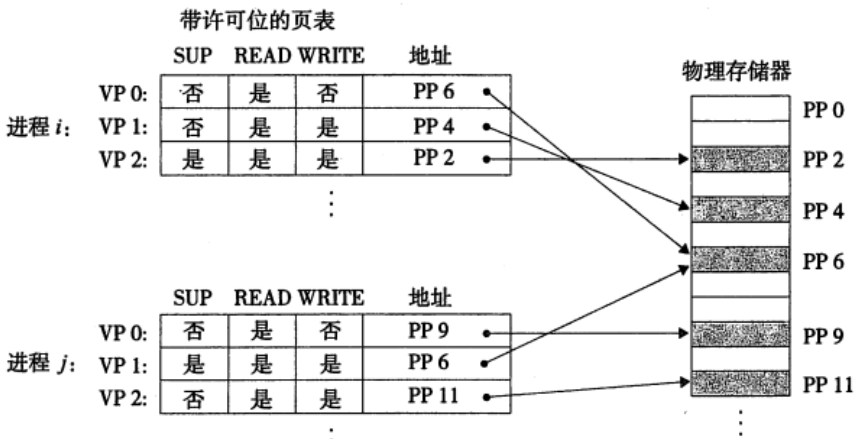 带许可位的页表
SUP READ WRITE 地址
VP 0: 否 是 否 PP 6
进程 i: VP 1: 否 是 是 PP 4
VP 2: 是 是 是 PP 2
⋮
SUP READ WRITE 地址
VP 0: 否 是 否 PP 9
进程 j: VP 1: 是 是 是 PP 6
VP 2: 否 是 是 PP 11
物理存储器
PP 0
PP 2
PP 4
PP 6
PP 9
PP 11
⋮